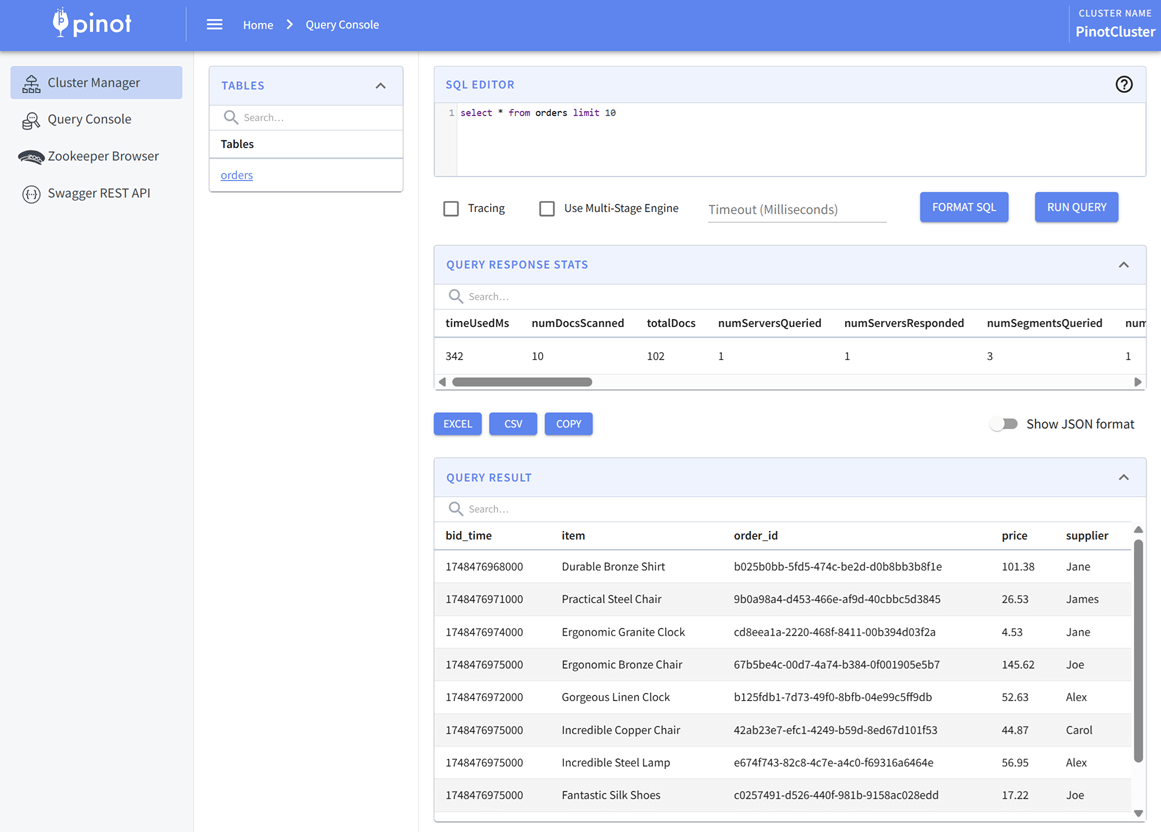 pinot
Home > Query Console
CLUSTER NAME
PinotCluster
Cluster Manager
Query Console
Zookeeper Browser
Swagger REST API
TABLES
Search...
Tables
orders
SQL EDITOR
1 select * from orders limit 10
Tracing Use Multi-Stage Engine Timeout (Milliseconds) FORMAT SQL RUN QUERY
QUERY RESPONSE STATS
Search...
timeUsedMs numDocsScanned totalDocs numServersQueried numServersResponded numSegmentsQueried num
342 10 102 1 1 3 1
EXCEL CSV COPY Show JSON format
QUERY RESULT
Search...
bid_time item order_id price supplier
1748476968000 Durable Bronze Shirt b025b0bb-5fd5-474c-be2d-d0b8bb3b8f1e 101.38 Jane
1748476971000 Practical Steel Chair 9b0a98a4-d453-466e-af9d-40cbbc5d3845 26.53 James
1748476974000 Ergonomic Granite Clock cd8eea1a-2220-468f-8411-00b394d03f2a 4.53 Jane
1748476975000 Ergonomic Bronze Chair 67b5be4c-00d7-4a74-b384-0f001905e5b7 145.62 Joe
1748476972000 Gorgeous Linen Clock b125fdb1-7d73-49f0-8bfb-04e99c5ff9db 52.63 Alex
1748476975000 Incredible Copper Chair 42ab23e7-efc1-4249-b59d-8ed67d101f53 44.87 Carol
1748476975000 Incredible Steel Lamp e674f743-82c8-4c7e-a4c0-f69316a6464e 56.95 Alex
1748476975000 Fantastic Silk Shoes c0257491-d526-440f-981b-9158ac028edd 17.22 Joe